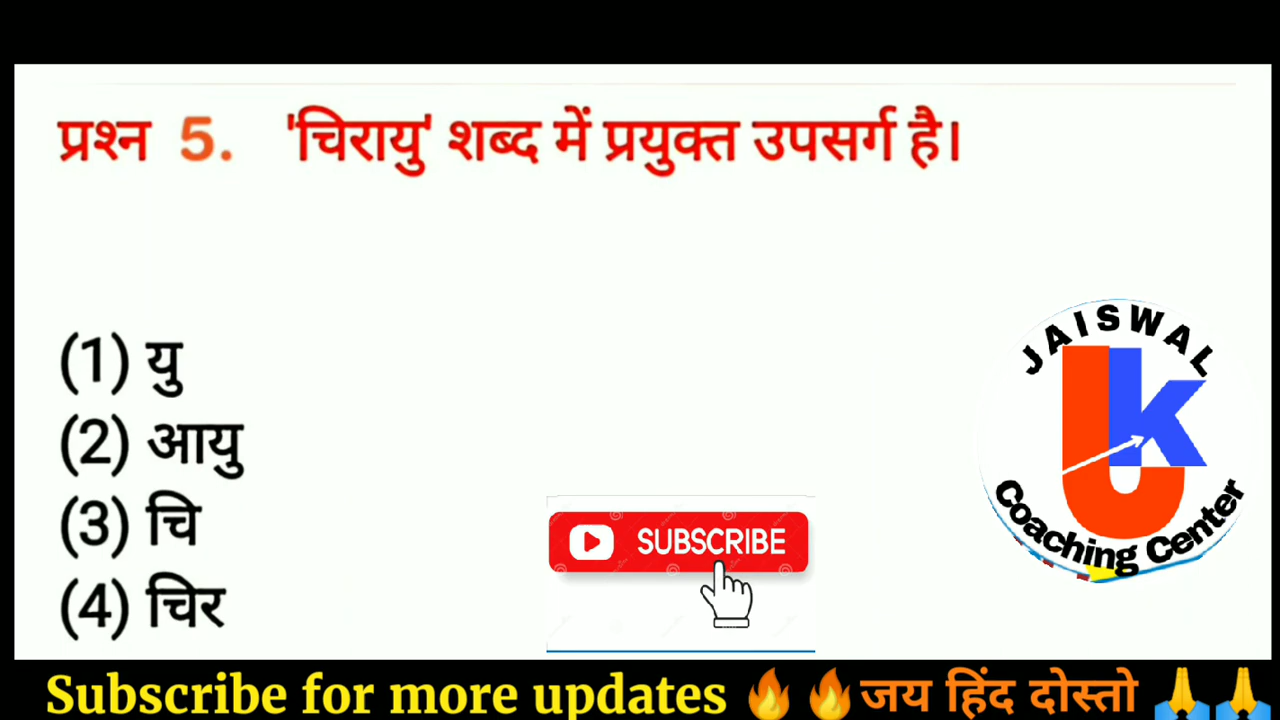 प्रश्न 5. 'चिरायु' शब्द में प्रयुक्त उपसर्ग है।
(1) यु
(2) आयु
(3) चि
(4) चिर
JAISWAL
JK
Coaching Center
SUBSCRIBE
Subscribe for more updates 🔥🔥जय हिंद दोस्तो 🙏🙏